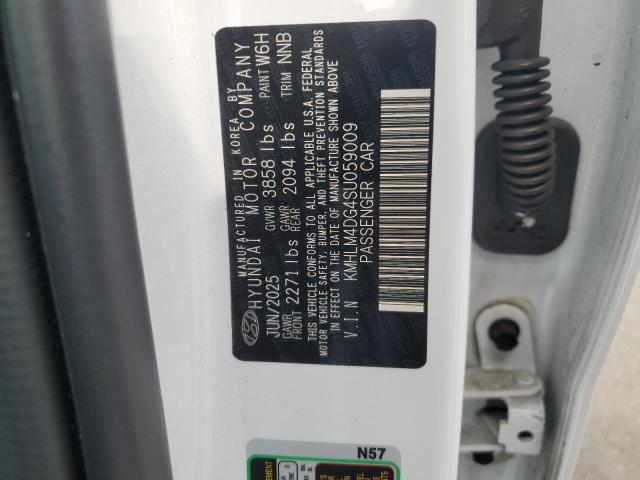 MANUFACTURED IN KOREA BY
HYUNDAI MOTOR COMPANY
JUN/2025 GVWR 3858 lbs PAINT W6H
GAWR FRONT 2271 lbs GAWR REAR 2094 lbs TRIM NNB
THIS VEHICLE CONFORMS TO ALL APPLICABLE U.S.A. FEDERAL
MOTOR VEHICLE SAFETY, BUMPER, AND THEFT PREVENTION STANDARDS
IN EFFECT ON THE DATE OF MANUFACTURE SHOWN ABOVE
V.I.N KMHLM4DG4SU059009
PASSENGER CAR
N57